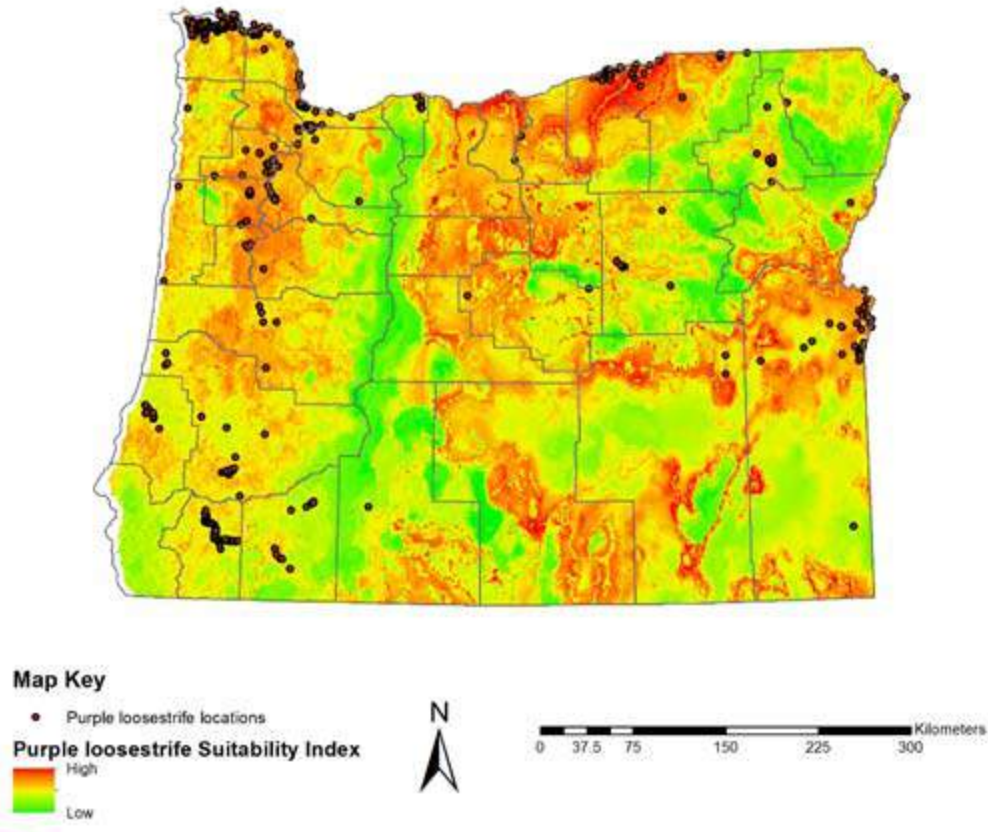 Map Key
Purple loosestrife locations
Purple loosestrife Suitability Index
High
Low
N
Kilometers
0 37.5 75 150 225 300